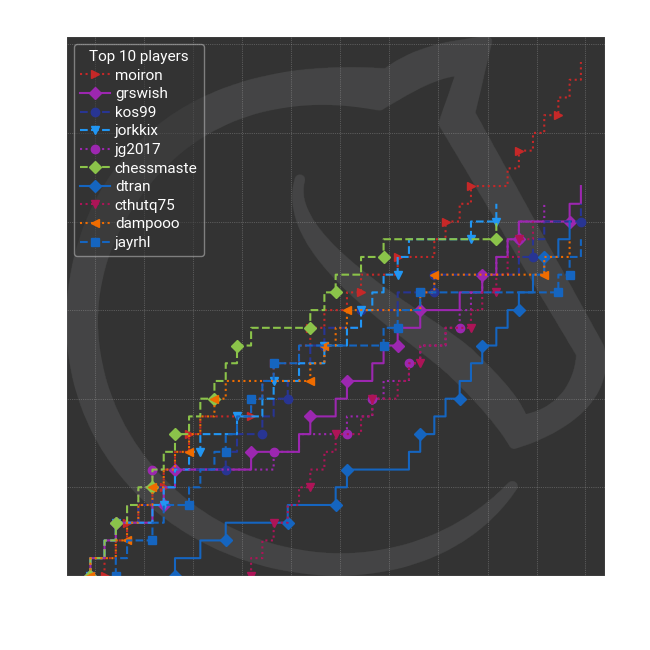 Top 10 players
moiron
grswish
kos99
jorkkix
jg2017
chessmaste
dtran
cthutq75
dampooo
jayrhl